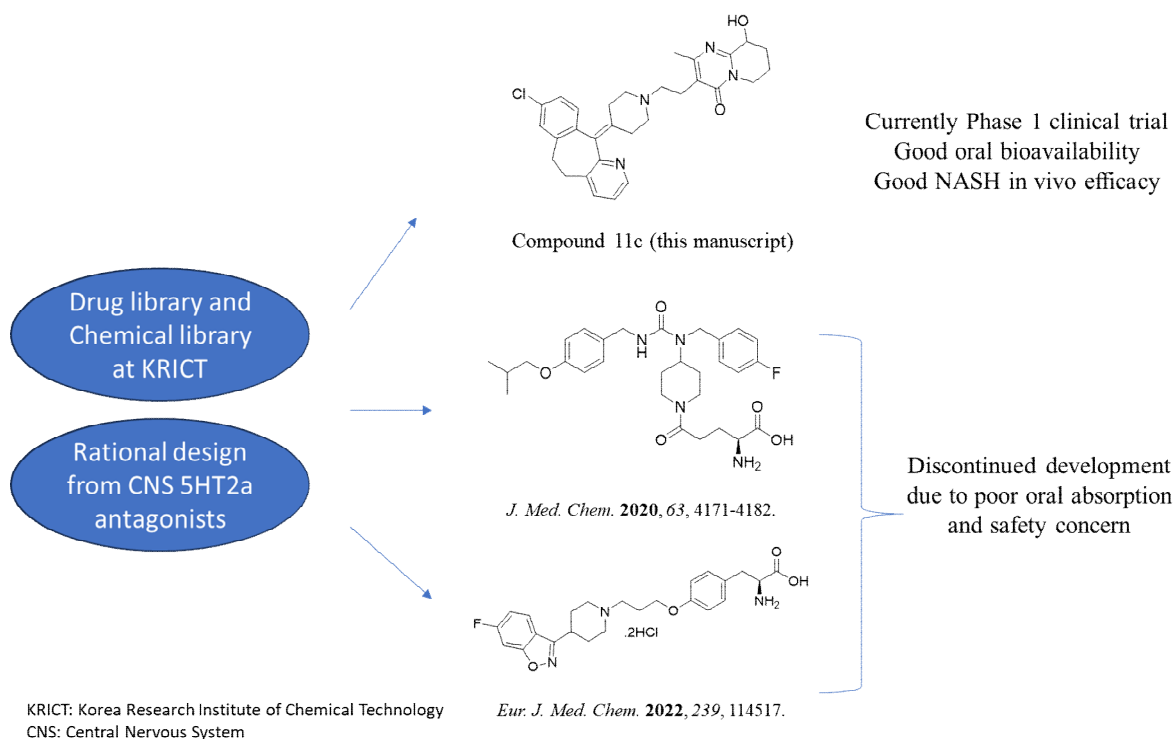 HO
N
N
O
N
Cl
N
Currently Phase 1 clinical trial
Good oral bioavailability
Good NASH in vivo efficacy
Compound 11c (this manuscript)
Drug library and
Chemical library
at KRICT
Rational design
from CNS 5HT2a
antagonists
O
N
H
N
O
F
N
O
O
OH
NH2
J. Med. Chem. 2020, 63, 4171-4182.
Discontinued development
due to poor oral absorption
and safety concern
O
OH
NH2
O
N
F
.2HCl
O
N
Eur. J. Med. Chem. 2022, 239, 114517.
KRICT: Korea Research Institute of Chemical Technology
CNS: Central Nervous System